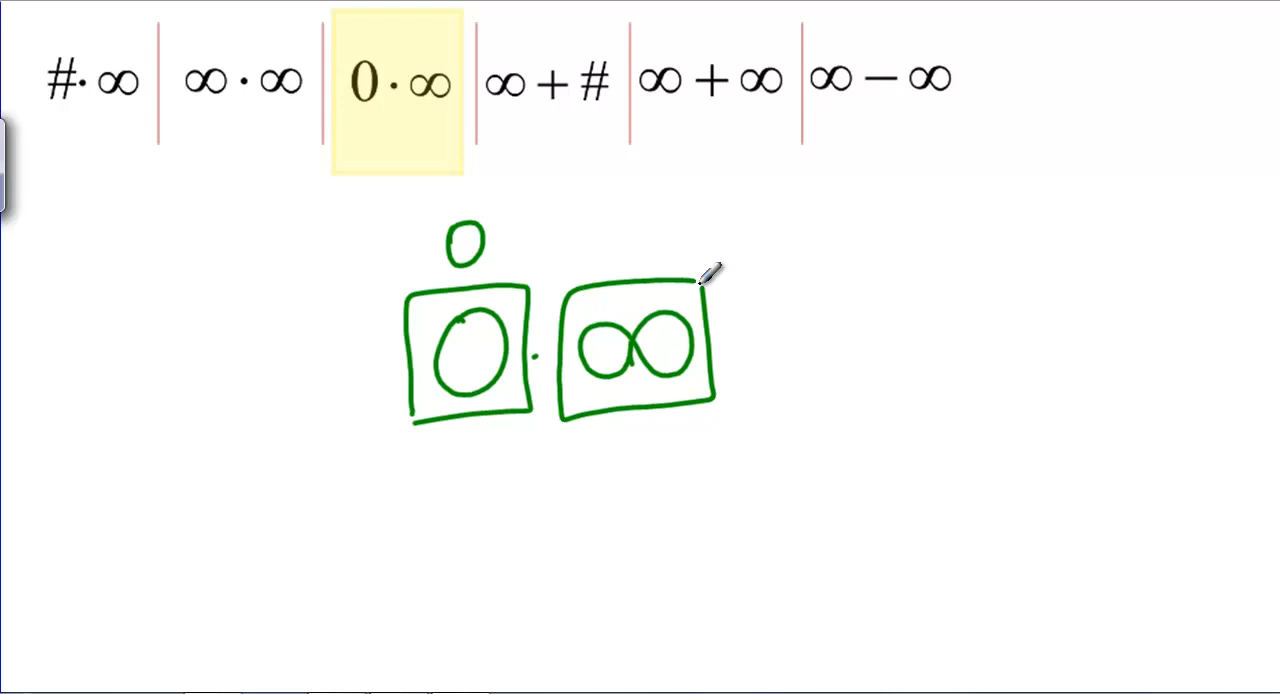 #·∞ | ∞·∞ | 0·∞ | ∞+# | ∞+∞ | ∞−∞
0
0 · ∞